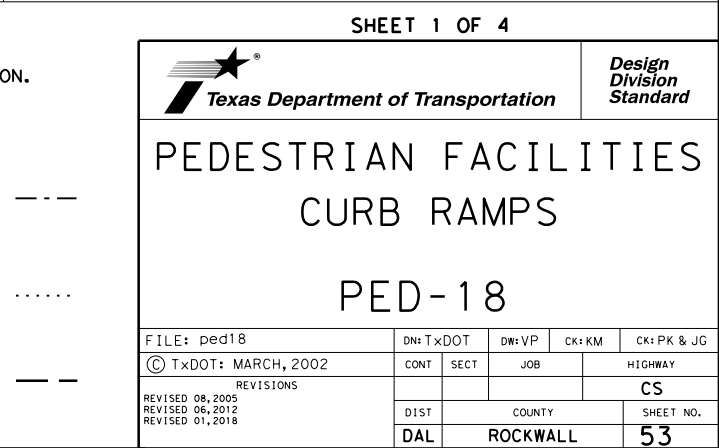 SHEET 1 OF 4
ON.
®
Texas Department of Transportation
Design
Division
Standard
PEDESTRIAN FACILITIES
CURB RAMPS
PED-18
FILE: ped18 DN: TxDOT DW: VP CK: KM CK: PK & JG
© TxDOT: MARCH, 2002 CONT SECT JOB HIGHWAY
REVISIONS CS
REVISED 08,2005
REVISED 06,2012 DIST COUNTY SHEET NO.
REVISED 01,2018
DAL ROCKWALL 53